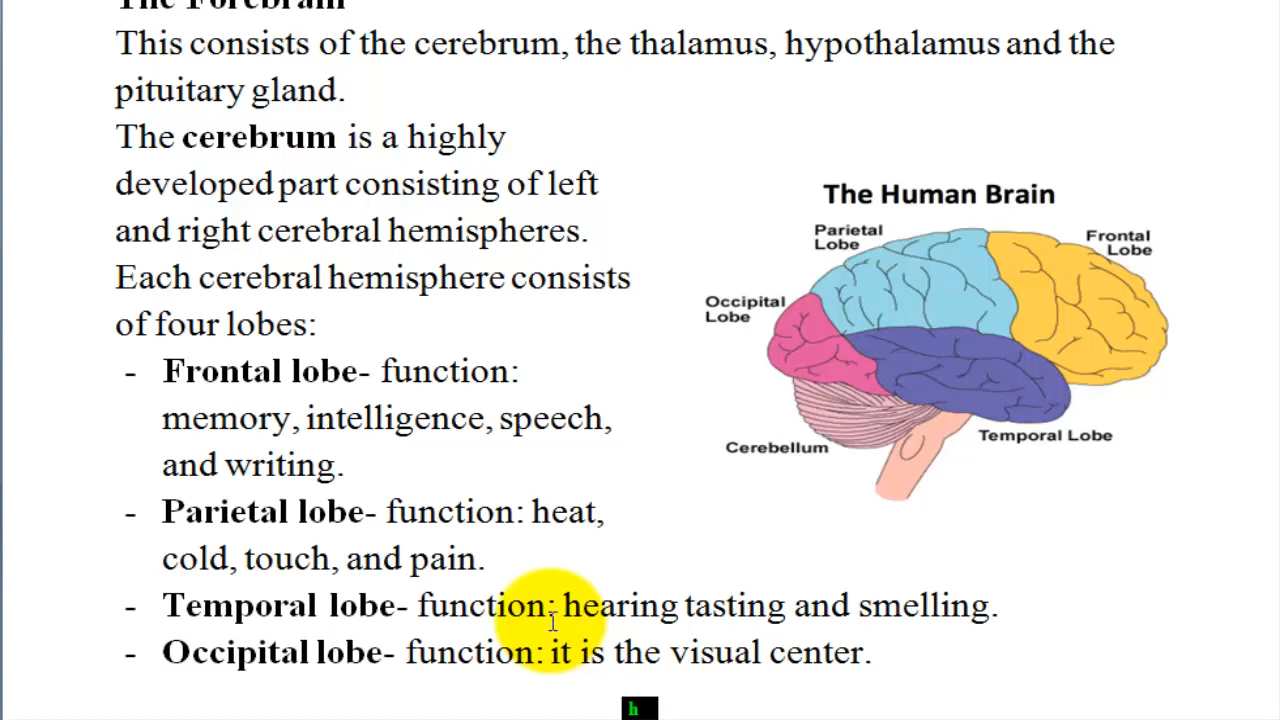 The Forebrain
This consists of the cerebrum, the thalamus, hypothalamus and the
pituitary gland.
The cerebrum is a highly
developed part consisting of left
and right cerebral hemispheres.
Each cerebral hemisphere consists
of four lobes:
- Frontal lobe- function:
memory, intelligence, speech,
and writing.
- Parietal lobe- function: heat,
cold, touch, and pain.
- Temporal lobe- function: hearing tasting and smelling.
- Occipital lobe- function: it is the visual center.
The Human Brain
Parietal
Lobe
Frontal
Lobe
Occipital
Lobe
Temporal Lobe
Cerebellum
h